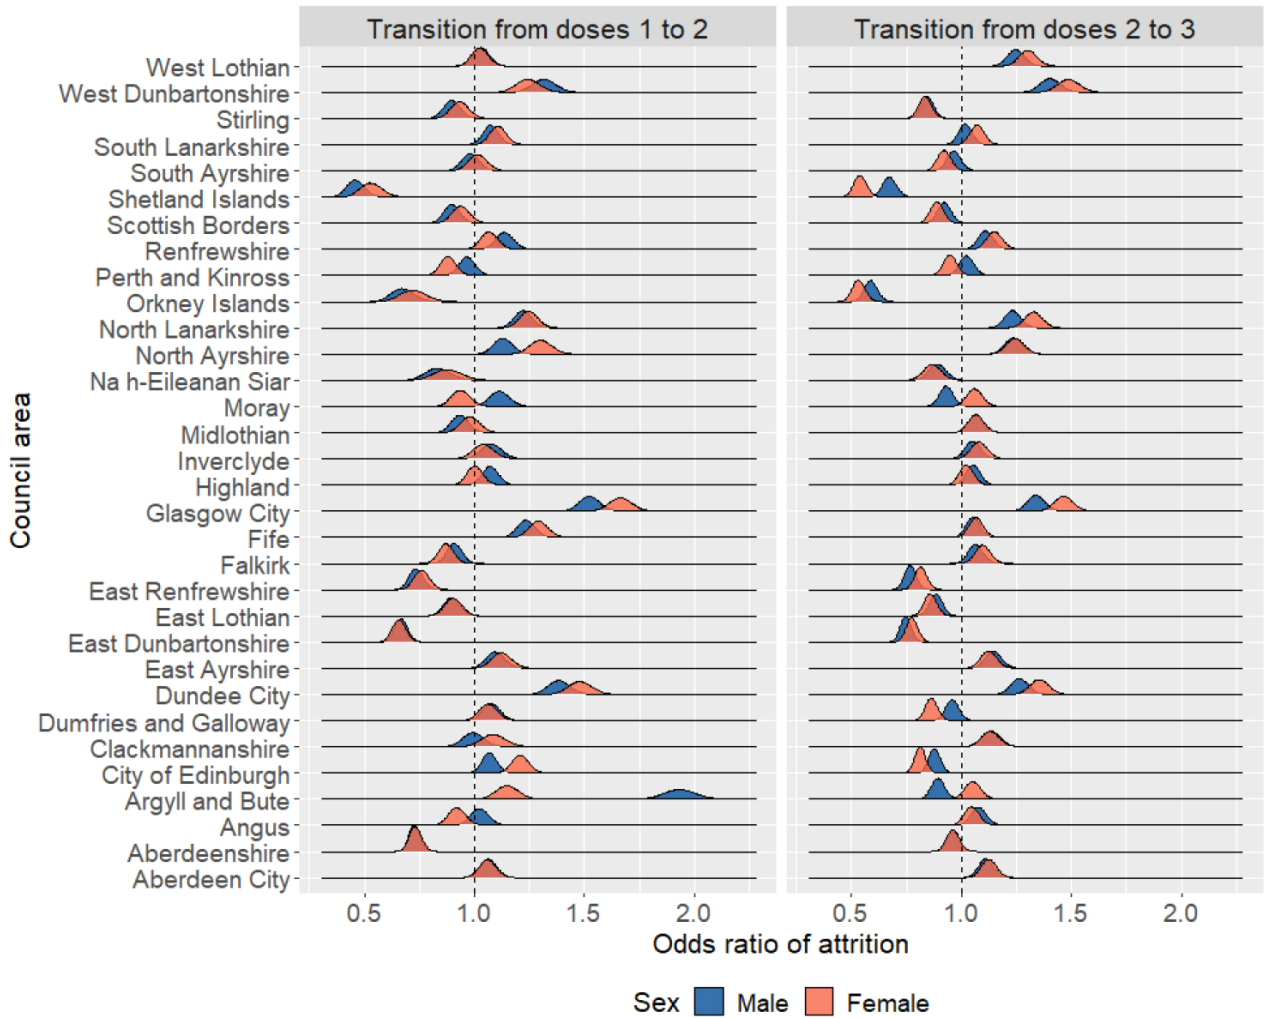 Transition from doses 1 to 2
Transition from doses 2 to 3
West Lothian
West Dunbartonshire
Stirling
South Lanarkshire
South Ayrshire
Shetland Islands
Scottish Borders
Renfrewshire
Perth and Kinross
Orkney Islands
North Lanarkshire
North Ayrshire
Na h-Eileanan Siar
Moray
Midlothian
Inverclyde
Highland
Glasgow City
Fife
Falkirk
East Renfrewshire
East Lothian
East Dunbartonshire
East Ayrshire
Dundee City
Dumfries and Galloway
Clackmannanshire
City of Edinburgh
Argyll and Bute
Angus
Aberdeenshire
Aberdeen City
Council area
0.5 1.0 1.5 2.0
0.5 1.0 1.5 2.0
Odds ratio of attrition
Sex Male Female